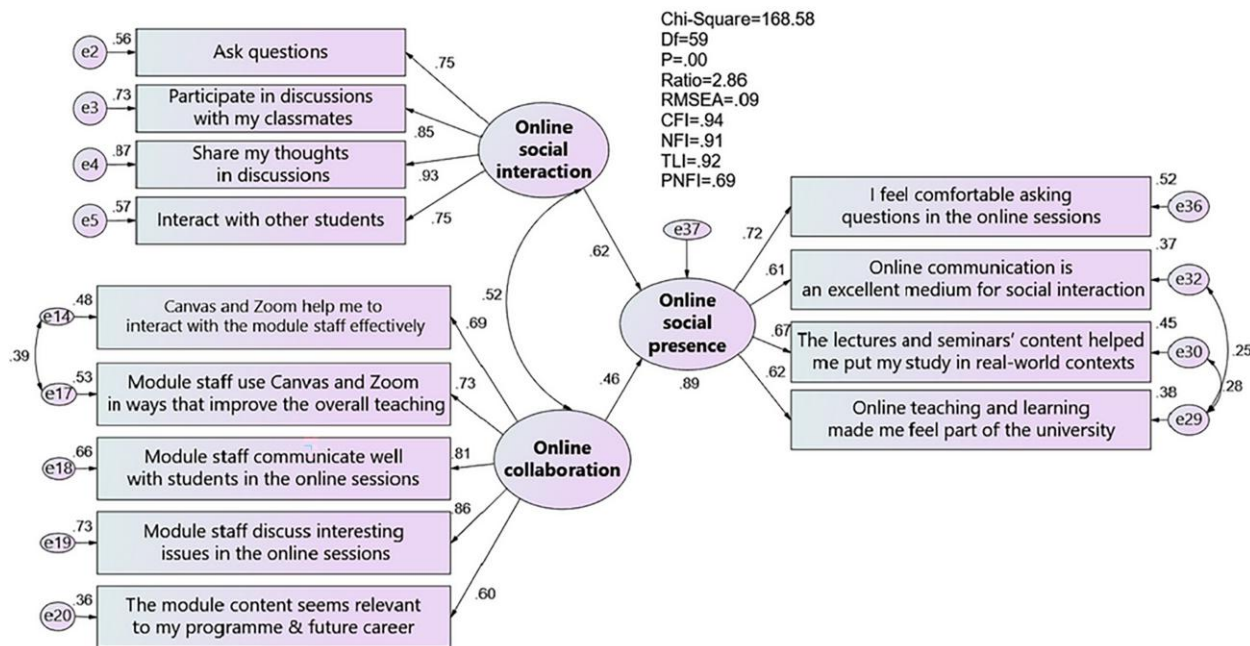 Chi-Square=168.58
Df=59
P=.00
Ratio=2.86
RMSEA=.09
CFI=.94
NFI=.91
TLI=.92
PNFI=.69
e2
.56
Ask questions
.75
e3
.73
Participate in discussions
with my classmates
.85
e4
.87
Share my thoughts
in discussions
.93
e5
.57
Interact with other students
.75
Online
social
interaction
.62
.52
e14
.48
Canvas and Zoom help me to
interact with the module staff effectively
.69
.39
e17
.53
Module staff use Canvas and Zoom
in ways that improve the overall teaching
.73
e18
.66
Module staff communicate well
with students in the online sessions
.81
e19
.73
Module staff discuss interesting
issues in the online sessions
.86
e20
.36
The module content seems relevant
to my programme & future career
.60
Online
collaboration
.46
e37
Online
social
presence
.89
.72
I feel comfortable asking
questions in the online sessions
.52
e36
.61
Online communication is
an excellent medium for social interaction
.37
e32
.67
The lectures and seminars' content helped
me put my study in real-world contexts
.45
e30
.62
Online teaching and learning
made me feel part of the university
.38
e29
.25
.28